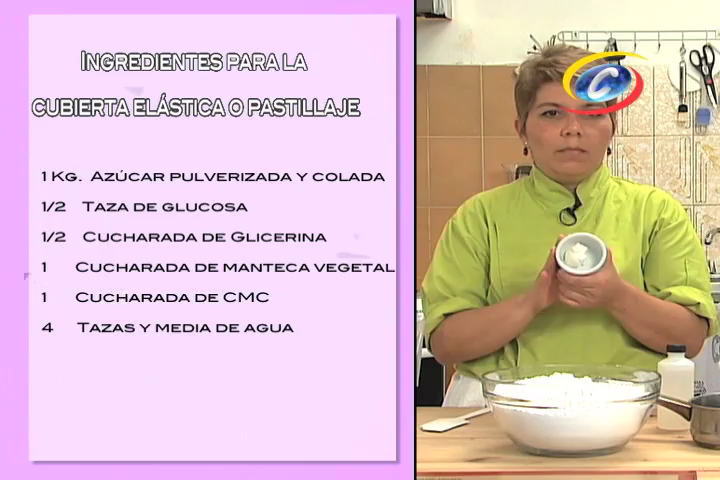 Ingredientes para la
cubierta elástica o pastillaje
1 Kg. Azúcar pulverizada y colada
1/2 Taza de glucosa
1/2 Cucharada de Glicerina
1 Cucharada de manteca vegetal
1 Cucharada de CMC
4 Tazas y media de agua
C